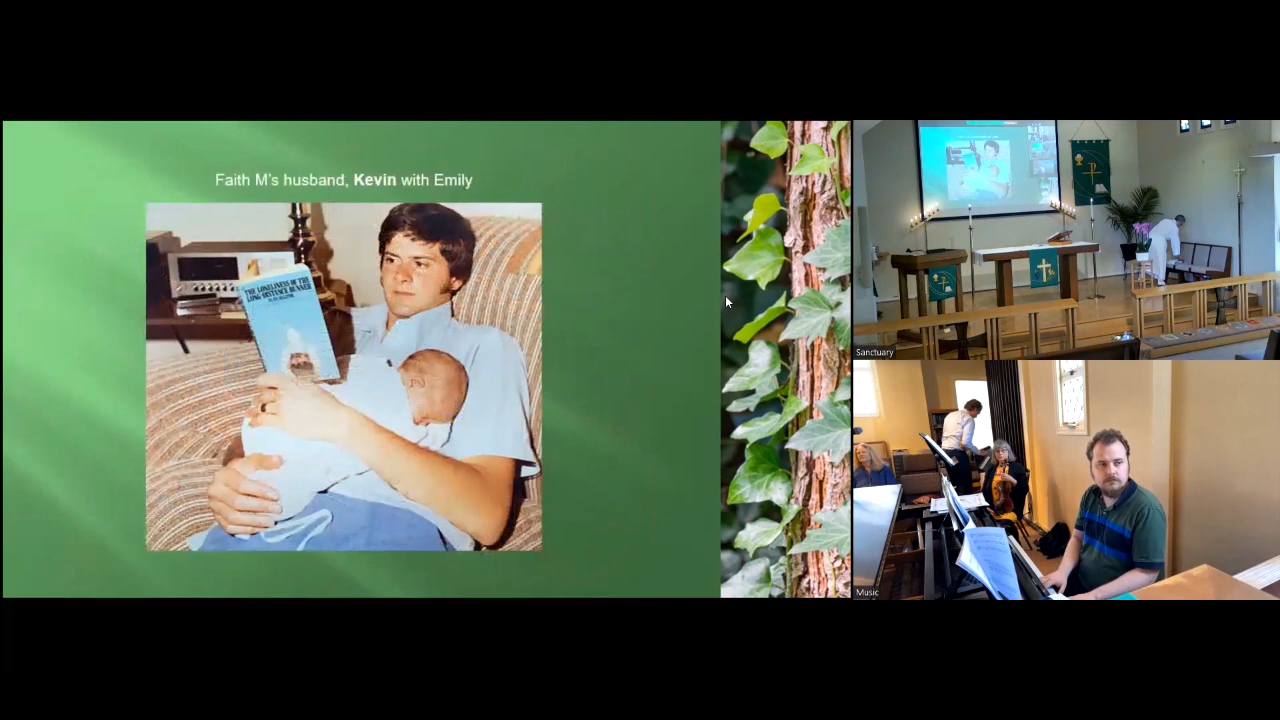 Faith M's husband, Kevin with Emily
THE LONELINESS OF THE
LONG-DISTANCE RUNNER
Sanctuary
Music